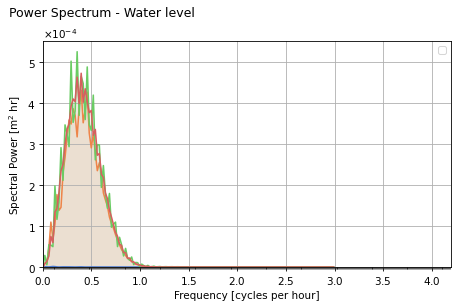 Power Spectrum - Water level
×10⁻⁴
5
4
3
2
1
0
0.0 0.5 1.0 1.5 2.0 2.5 3.0 3.5 4.0
Spectral Power [m² hr]
Frequency [cycles per hour]